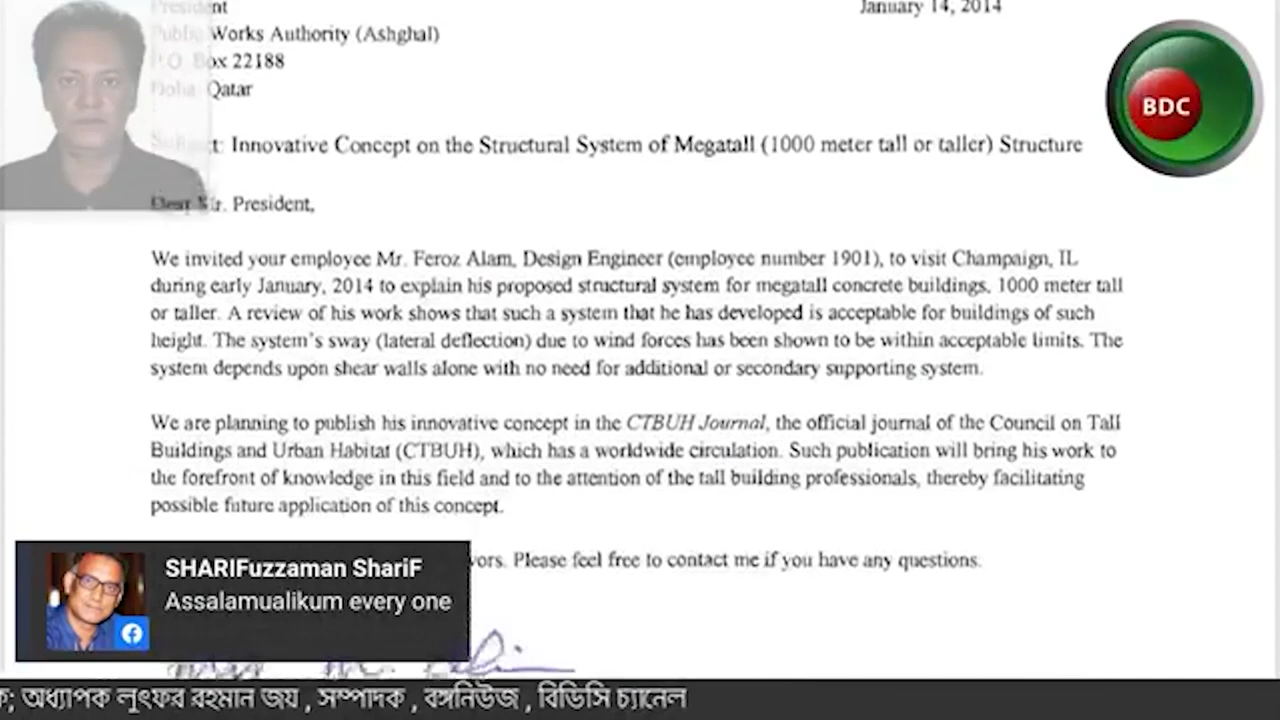 President
January 14, 2014
Public Works Authority (Ashghal)
P.O. Box 22188
Doha, Qatar
BDC
Subject: Innovative Concept on the Structural System of Megatall (1000 meter tall or taller) Structure
Dear Mr. President,
We invited your employee Mr. Feroz Alam, Design Engineer (employee number 1901), to visit Champaign, IL
during early January, 2014 to explain his proposed structural system for megatall concrete buildings, 1000 meter tall
or taller. A review of his work shows that such a system that he has developed is acceptable for buildings of such
height. The system's sway (lateral deflection) due to wind forces has been shown to be within acceptable limits. The
system depends upon shear walls alone with no need for additional or secondary supporting system.
We are planning to publish his innovative concept in the CTBUH Journal, the official journal of the Council on Tall
Buildings and Urban Habitat (CTBUH), which has a worldwide circulation. Such publication will bring his work to
the forefront of knowledge in this field and to the attention of the tall building professionals, thereby facilitating
possible future application of this concept.
vors. Please feel free to contact me if you have any questions.
SHARIFuzzaman ShariF
Assalamualikum every one
ক; অধ্যাপক লুৎফর রহমান জয় , সম্পাদক , বঙ্গনিউজ , বিডিসি চ্যানেল